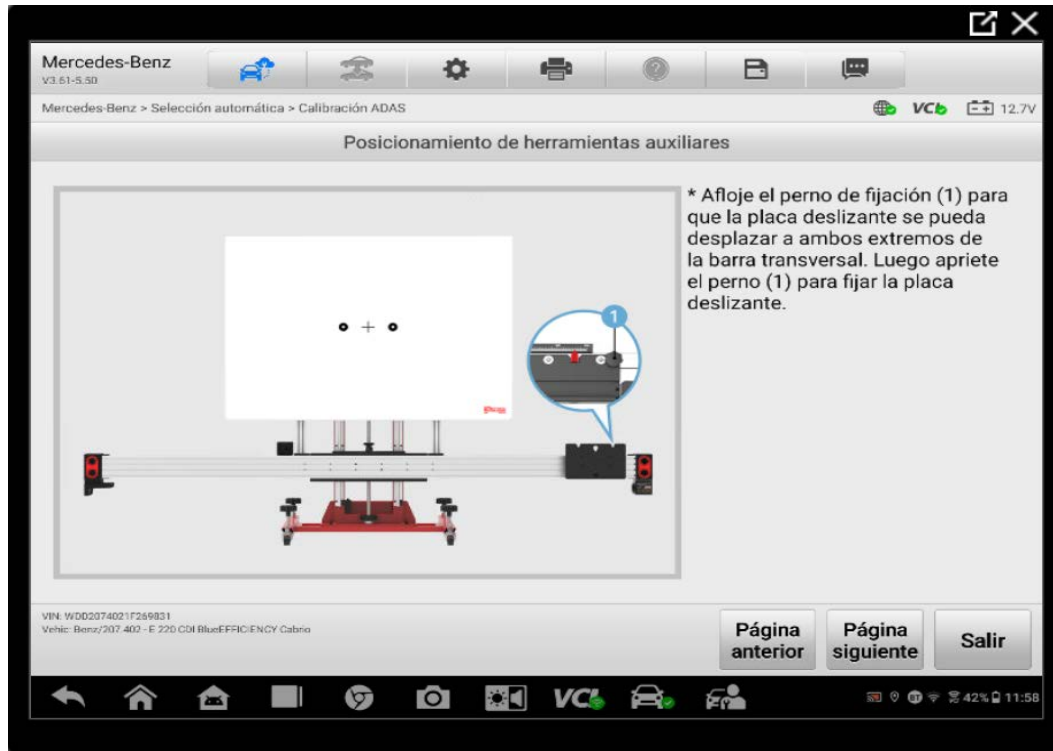 Mercedes-Benz
V3.61-5.50
Mercedes-Benz > Selección automática > Calibración ADAS
VCI
12.7V
Posicionamiento de herramientas auxiliares
* Afloje el perno de fijación (1) para
que la placa deslizante se pueda
desplazar a ambos extremos de
la barra transversal. Luego apriete
el perno (1) para fijar la placa
deslizante.
1
VIN: WDD2074021F269831
Vehic: Benz/207.402 - E 220 CDI BlueEFFICIENCY Cabrio
Página anterior
Página siguiente
Salir
VCI
42% 11:58